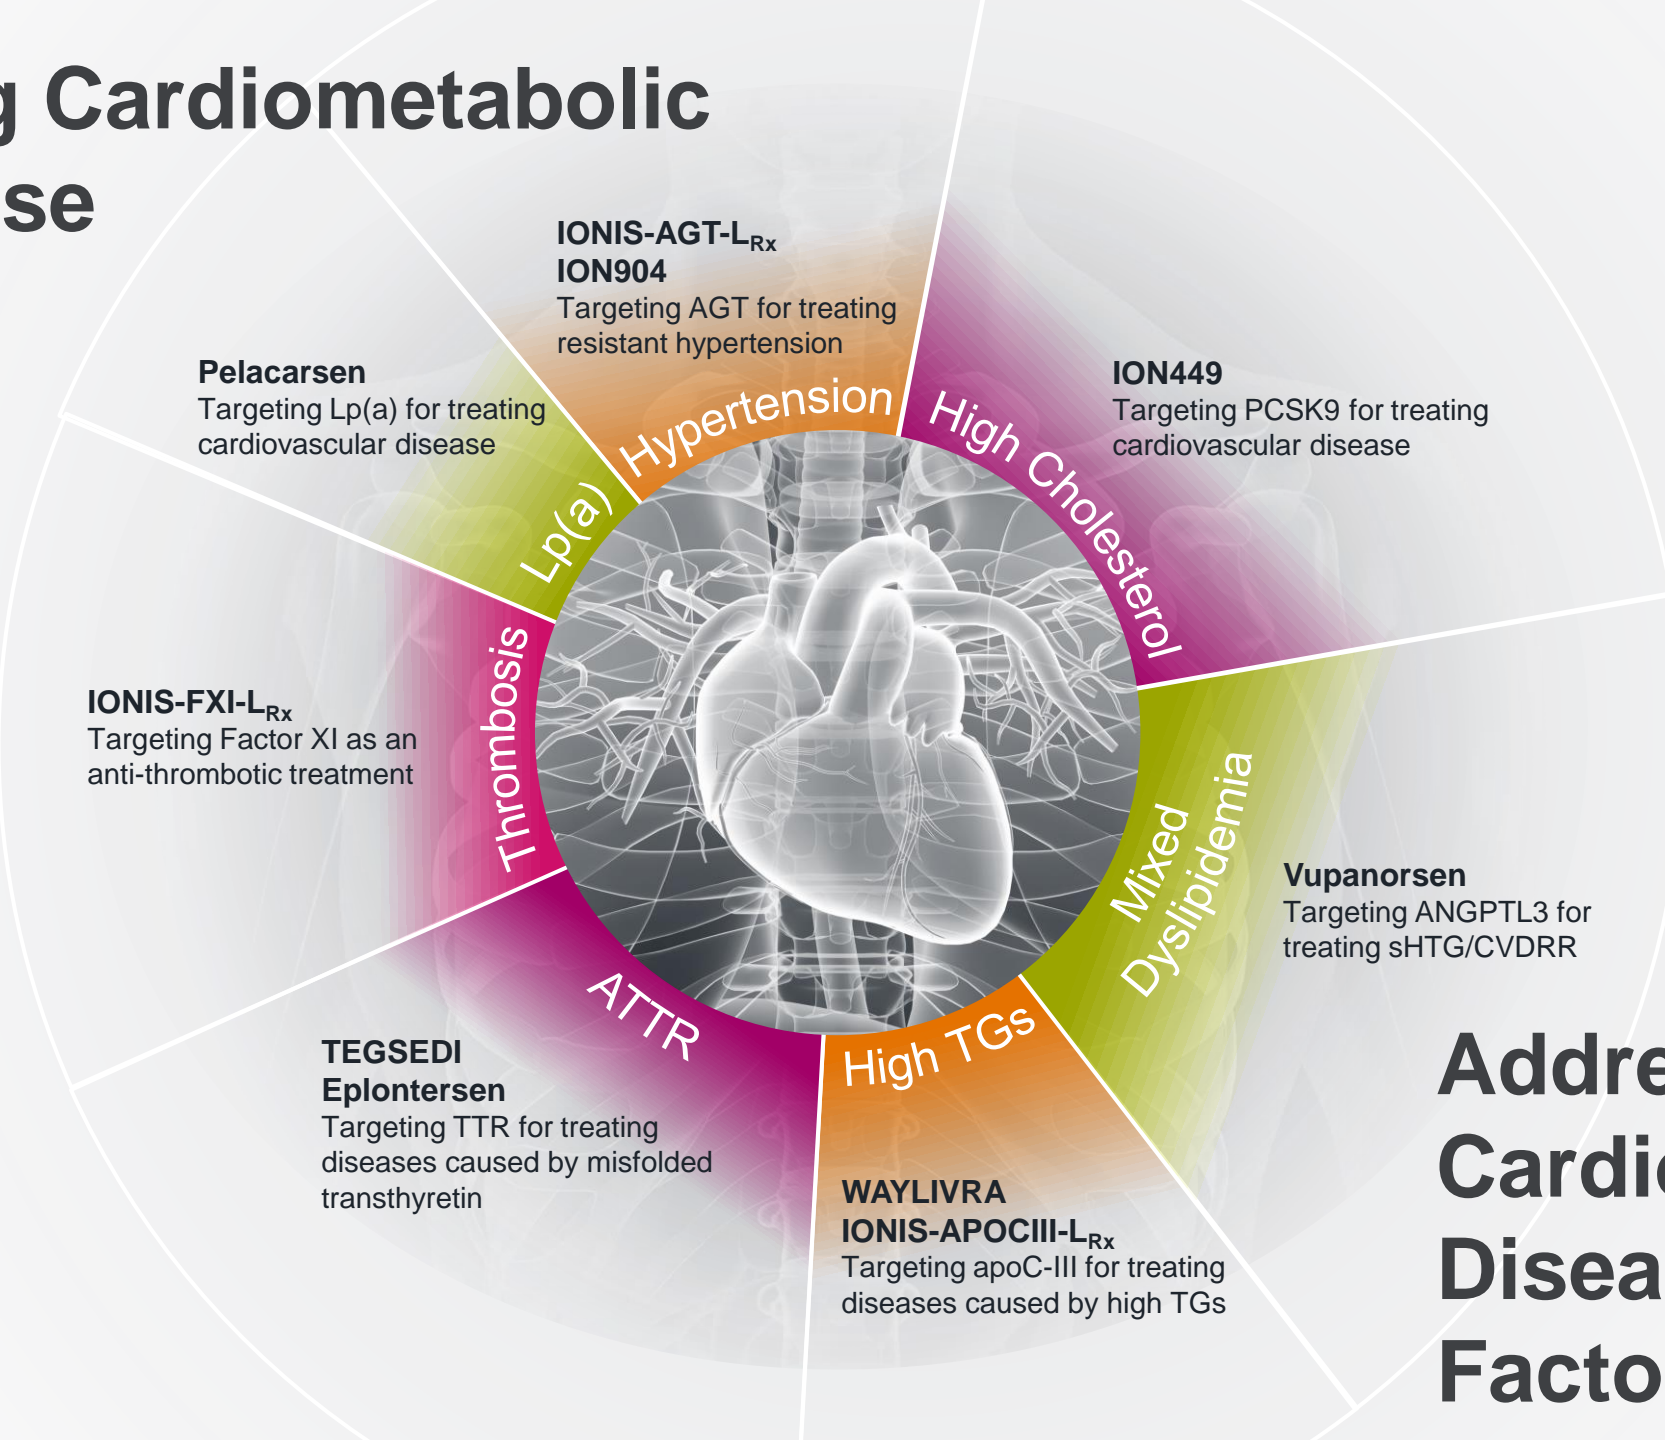 g Cardiometabolic
se
IONIS-AGT-LRx
ION904
Targeting AGT for treating
resistant hypertension
Hypertension
High Cholesterol
ION449
Targeting PCSK9 for treating
cardiovascular disease
Pelacarsen
Targeting Lp(a) for treating
cardiovascular disease
Lp(a)
Thrombosis
IONIS-FXI-LRx
Targeting Factor XI as an
anti-thrombotic treatment
Mixed
Dyslipidemia
Vupanorsen
Targeting ANGPTL3 for
treating sHTG/CVDRR
ATTR
TEGSEDI
Eplontersen
Targeting TTR for treating
diseases caused by misfolded
transthyretin
High TGs
WAYLIVRA
IONIS-APOCIII-LRx
Targeting apoC-III for treating
diseases caused by high TGs
Addre
Cardio
Disea
Facto